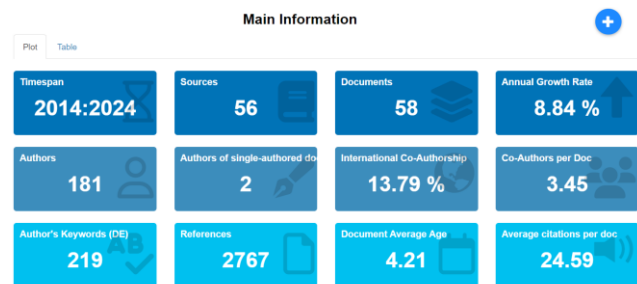 Main Information
Plot Table
Timespan
2014:2024
Sources
56
Documents
58
Annual Growth Rate
8.84 %
Authors
181
Authors of single-authored do
2
International Co-Authorship
13.79 %
Co-Authors per Doc
3.45
Author's Keywords (DE)
219
References
2767
Document Average Age
4.21
Average citations per doc
24.59
AB